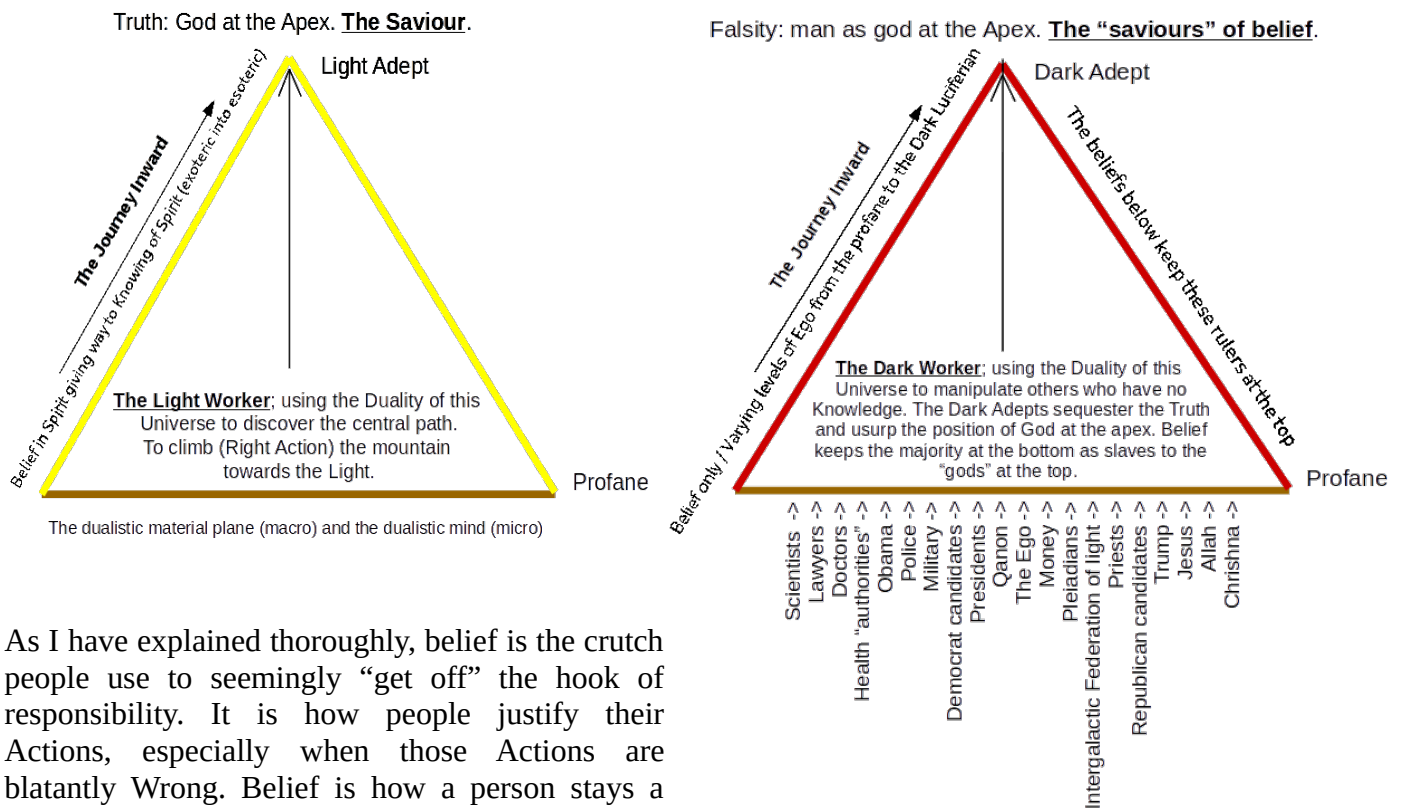 Truth: God at the Apex. The Saviour.
Light Adept
The Journey Inward
Belief in Spirit giving way to Knowing of Spirit (exoteric into esoteric)
The Light Worker; using the Duality of this
Universe to discover the central path.
To climb (Right Action) the mountain
towards the Light.
Profane
The dualistic material plane (macro) and the dualistic mind (micro)
Falsity: man as god at the Apex. The “saviours” of belief.
Dark Adept
The Journey Inward
Belief only / Varying levels of Ego from the profane to the Dark Luciferian
The beliefs below keep these rulers at the top
The Dark Worker; using the Duality of this
Universe to manipulate others who have no
Knowledge. The Dark Adepts sequester the Truth
and usurp the position of God at the apex. Belief
keeps the majority at the bottom as slaves to the
“gods” at the top.
Profane
Scientists ->
Lawyers ->
Doctors ->
Health “authorities” ->
Obama ->
Police ->
Military ->
Democrat candidates ->
Presidents ->
Qanon ->
The Ego ->
Money ->
Pleiadians ->
Intergalactic Federation of light ->
Priests ->
Republican candidates ->
Trump ->
Jesus ->
Allah ->
Chrishna ->
As I have explained thoroughly, belief is the crutch
people use to seemingly “get off” the hook of
responsibility. It is how people justify their
Actions, especially when those Actions are
blatantly Wrong. Belief is how a person stays a